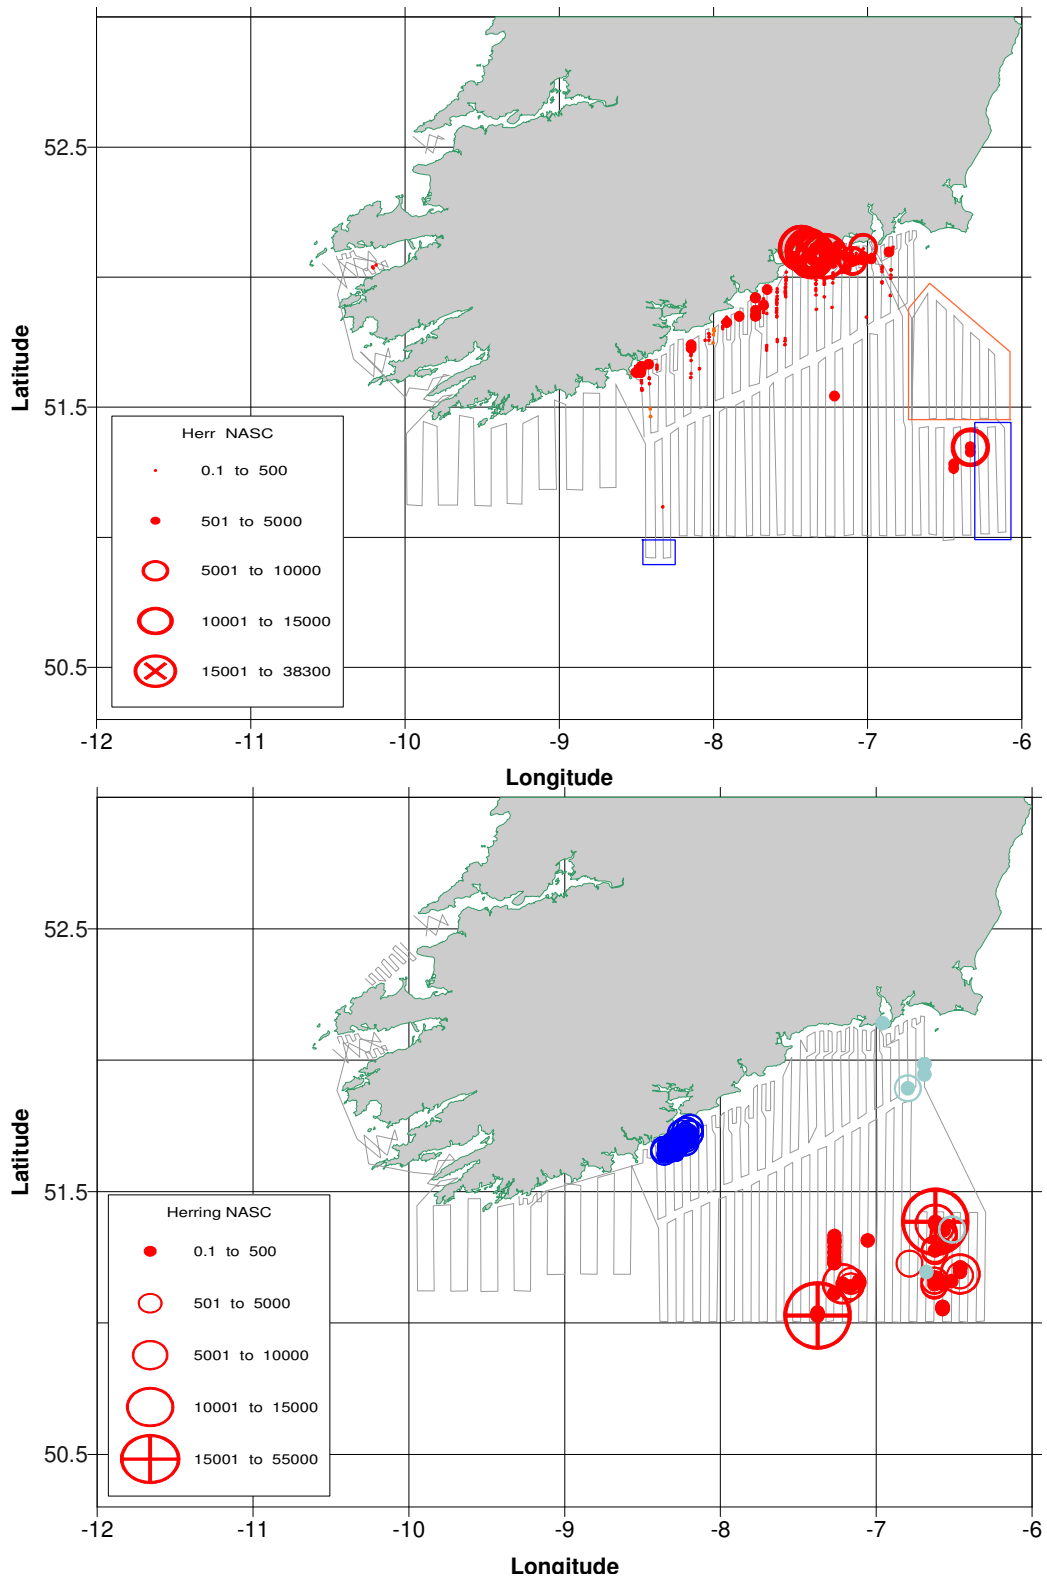 52.5
51.5
50.5
Latitude
Herr NASC
0.1 to 500
501 to 5000
5001 to 10000
10001 to 15000
15001 to 38300
-12 -11 -10 -9 -8 -7 -6
Longitude
52.5
51.5
50.5
Latitude
Herring NASC
0.1 to 500
501 to 5000
5001 to 10000
10001 to 15000
15001 to 55000
-12 -11 -10 -9 -8 -7 -6
Longitude